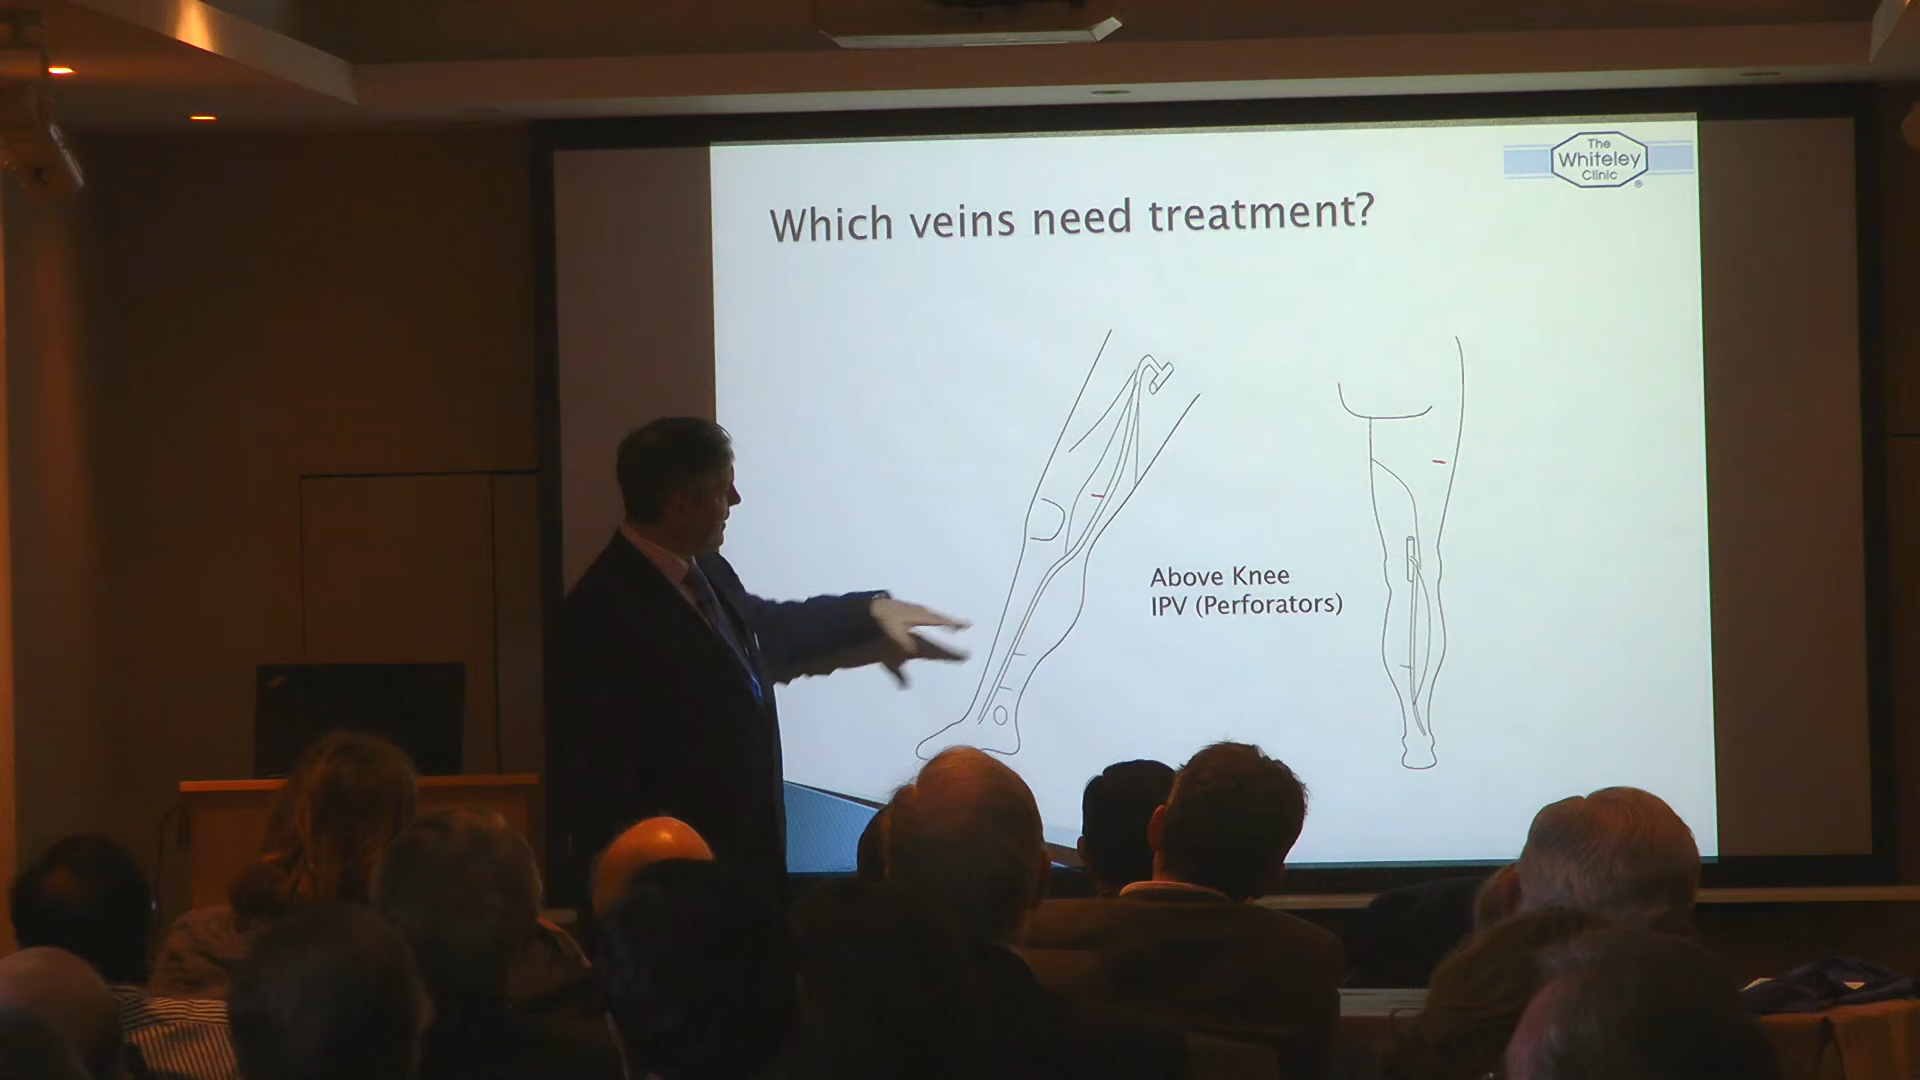 The
Whiteley
Clinic
Which veins need treatment?
Above Knee
IPV (Perforators)